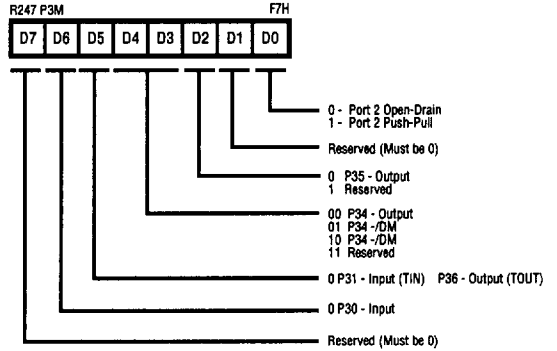 R247 P3M F7H
D7 D6 D5 D4 D3 D2 D1 D0
0 - Port 2 Open-Drain
1 - Port 2 Push-Pull
Reserved (Must be 0)
0 P35 - Output
1 Reserved
00 P34 - Output
01 P34 -/DM
10 P34 -/DM
11 Reserved
0 P31 - Input (TIN) P36 - Output (TOUT)
0 P30 - Input
Reserved (Must be 0)